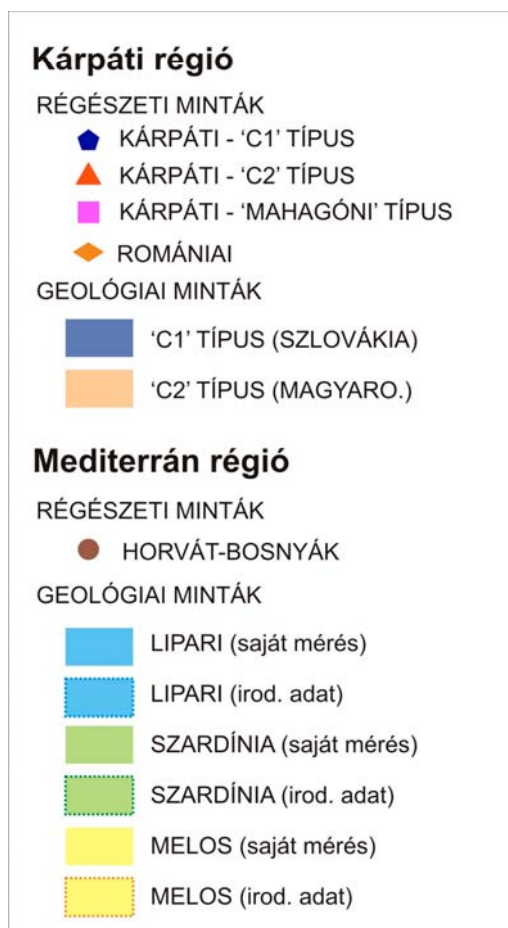 Kárpáti régió
RÉGÉSZETI MINTÁK
KÁRPÁTI - ‘C1’ TÍPUS
KÁRPÁTI - ‘C2’ TÍPUS
KÁRPÁTI - ‘MAHAGÓNI’ TÍPUS
ROMÁNIAI
GEOLÓGIAI MINTÁK
‘C1’ TÍPUS (SZLOVÁKIA)
‘C2’ TÍPUS (MAGYARO.)
Mediterrán régió
RÉGÉSZETI MINTÁK
HORVÁT-BOSNYÁK
GEOLÓGIAI MINTÁK
LIPARI (saját mérés)
LIPARI (irod. adat)
SZARDÍNIA (saját mérés)
SZARDÍNIA (irod. adat)
MELOS (saját mérés)
MELOS (irod. adat)